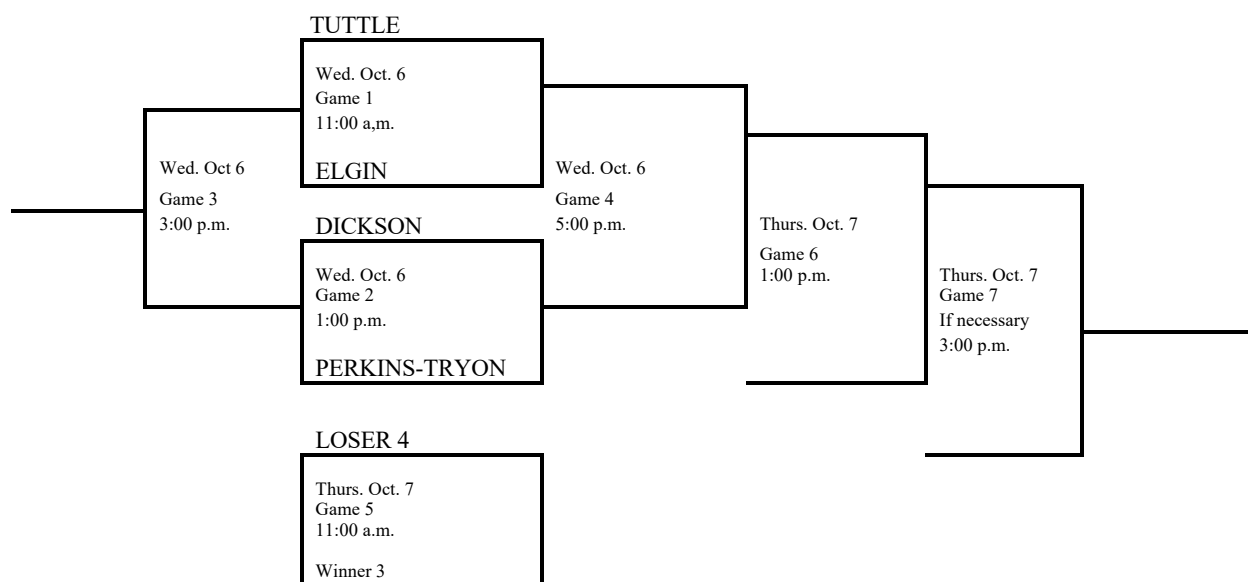 TUTTLE
Wed. Oct. 6
Game 1
11:00 a,m.
ELGIN
Wed. Oct 6
Game 3
3:00 p.m.
DICKSON
Wed. Oct. 6
Game 2
1:00 p.m.
PERKINS-TRYON
Wed. Oct. 6
Game 4
5:00 p.m.
Thurs. Oct. 7
Game 6
1:00 p.m.
Thurs. Oct. 7
Game 7
If necessary
3:00 p.m.
LOSER 4
Thurs. Oct. 7
Game 5
11:00 a.m.
Winner 3